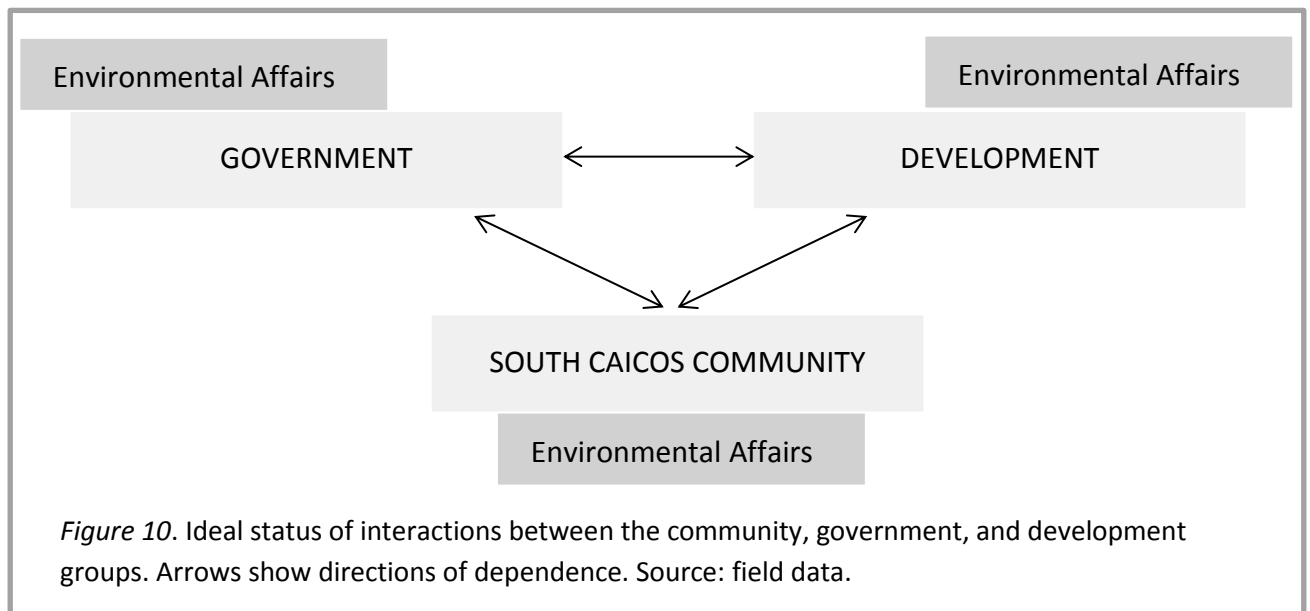 Environmental Affairs
Environmental Affairs
GOVERNMENT
DEVELOPMENT
SOUTH CAICOS COMMUNITY
Environmental Affairs
Figure 10. Ideal status of interactions between the community, government, and development
groups. Arrows show directions of dependence. Source: field data.